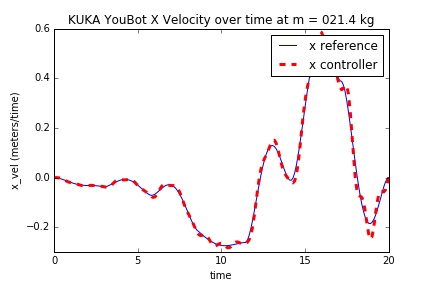 KUKA YouBot X Velocity over time at m = 021.4 kg
0.6
0.4
0.2
0.0
−0.2
x_vel (meters/time)
x reference
x controller
0 5 10 15 20
time